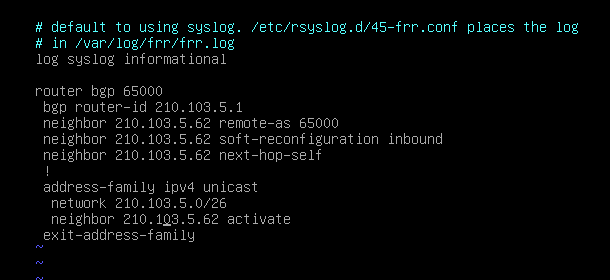 # default to using syslog. /etc/rsyslog.d/45-frr.conf places the log
# in /var/log/frr/frr.log
log syslog informational

router bgp 65000
 bgp router-id 210.103.5.1
 neighbor 210.103.5.62 remote-as 65000
 neighbor 210.103.5.62 soft-reconfiguration inbound
 neighbor 210.103.5.62 next-hop-self
 !
 address-family ipv4 unicast
  network 210.103.5.0/26
  neighbor 210.103.5.62 activate
 exit-address-family
~
~
~